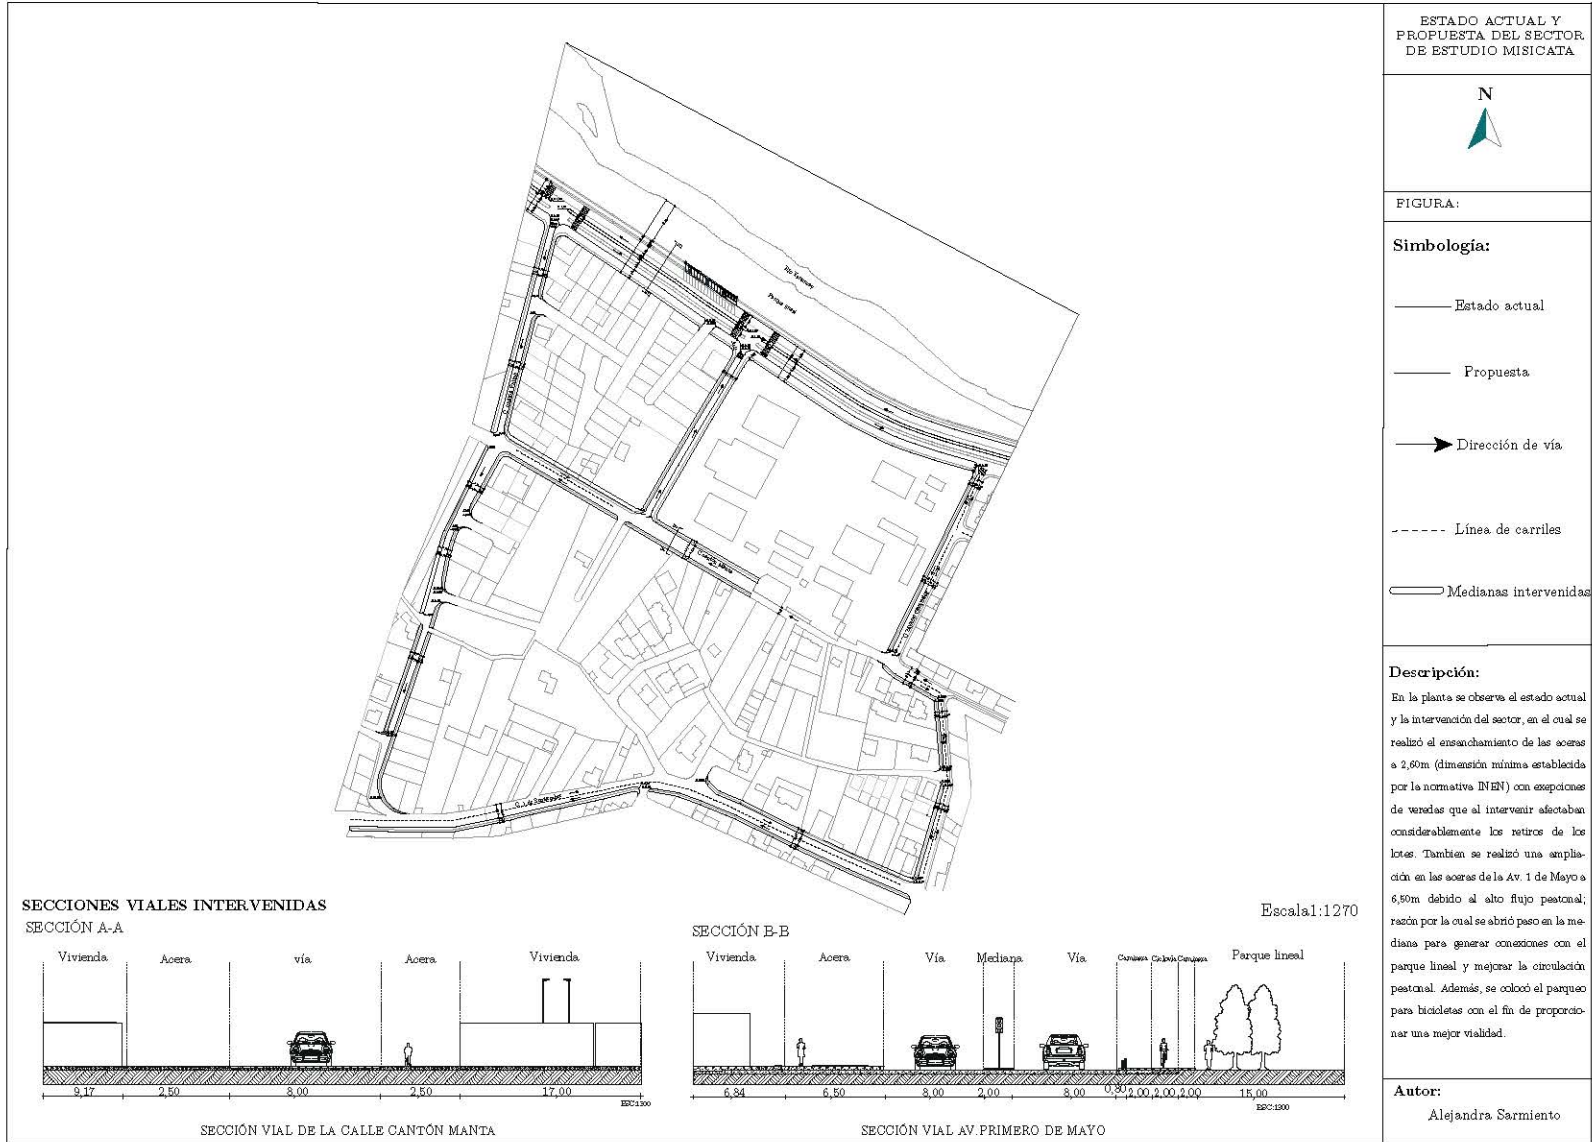 ESTADO ACTUAL Y
PROPUESTA DEL SECTOR
DE ESTUDIO MISICATA
N
FIGURA:
Simbología:
Estado actual
Propuesta
Dirección de vía
Línea de carriles
Medianas intervenidas
Descripción:
En la planta se observa el estado actual
y la intervención del sector, en el cual se
realizó el ensanchamiento de las aceras
a 2,60m (dimensión mínima establecida
por la normativa INEN) con exepciones
de veredas que al intervenir afectaban
considerablemente los retiros de los
lotes. Tambien se realizó una amplia-
ción en las aceras de la Av. 1 de Mayo a
6,50m debido al alto flujo peatonal;
razón por la cual se abrió paso en la me-
diana para generar conexiones con el
parque lineal y mejorar la circulación
peatonal. Además, se colocó el parqueo
para bicicletas con el fin de proporcio-
nar una mejor vialidad.
Autor:
Alejandra Sarmiento
Parque lineal
Escala1:1270
SECCIONES VIALES INTERVENIDAS
SECCIÓN A-A
Vivienda Acera vía Acera Vivienda
9,17 2,50 8,00 2,50 17,00
ESC:1300
SECCIÓN VIAL DE LA CALLE CANTÓN MANTA
SECCIÓN B-B
Vivienda Acera Vía Mediana Vía Ciclovía Parque lineal
6,84 6,50 8,00 2,00 8,00 0,80 2,00 2,00 2,00 15,00
ESC:1300
SECCIÓN VIAL AV.PRIMERO DE MAYO